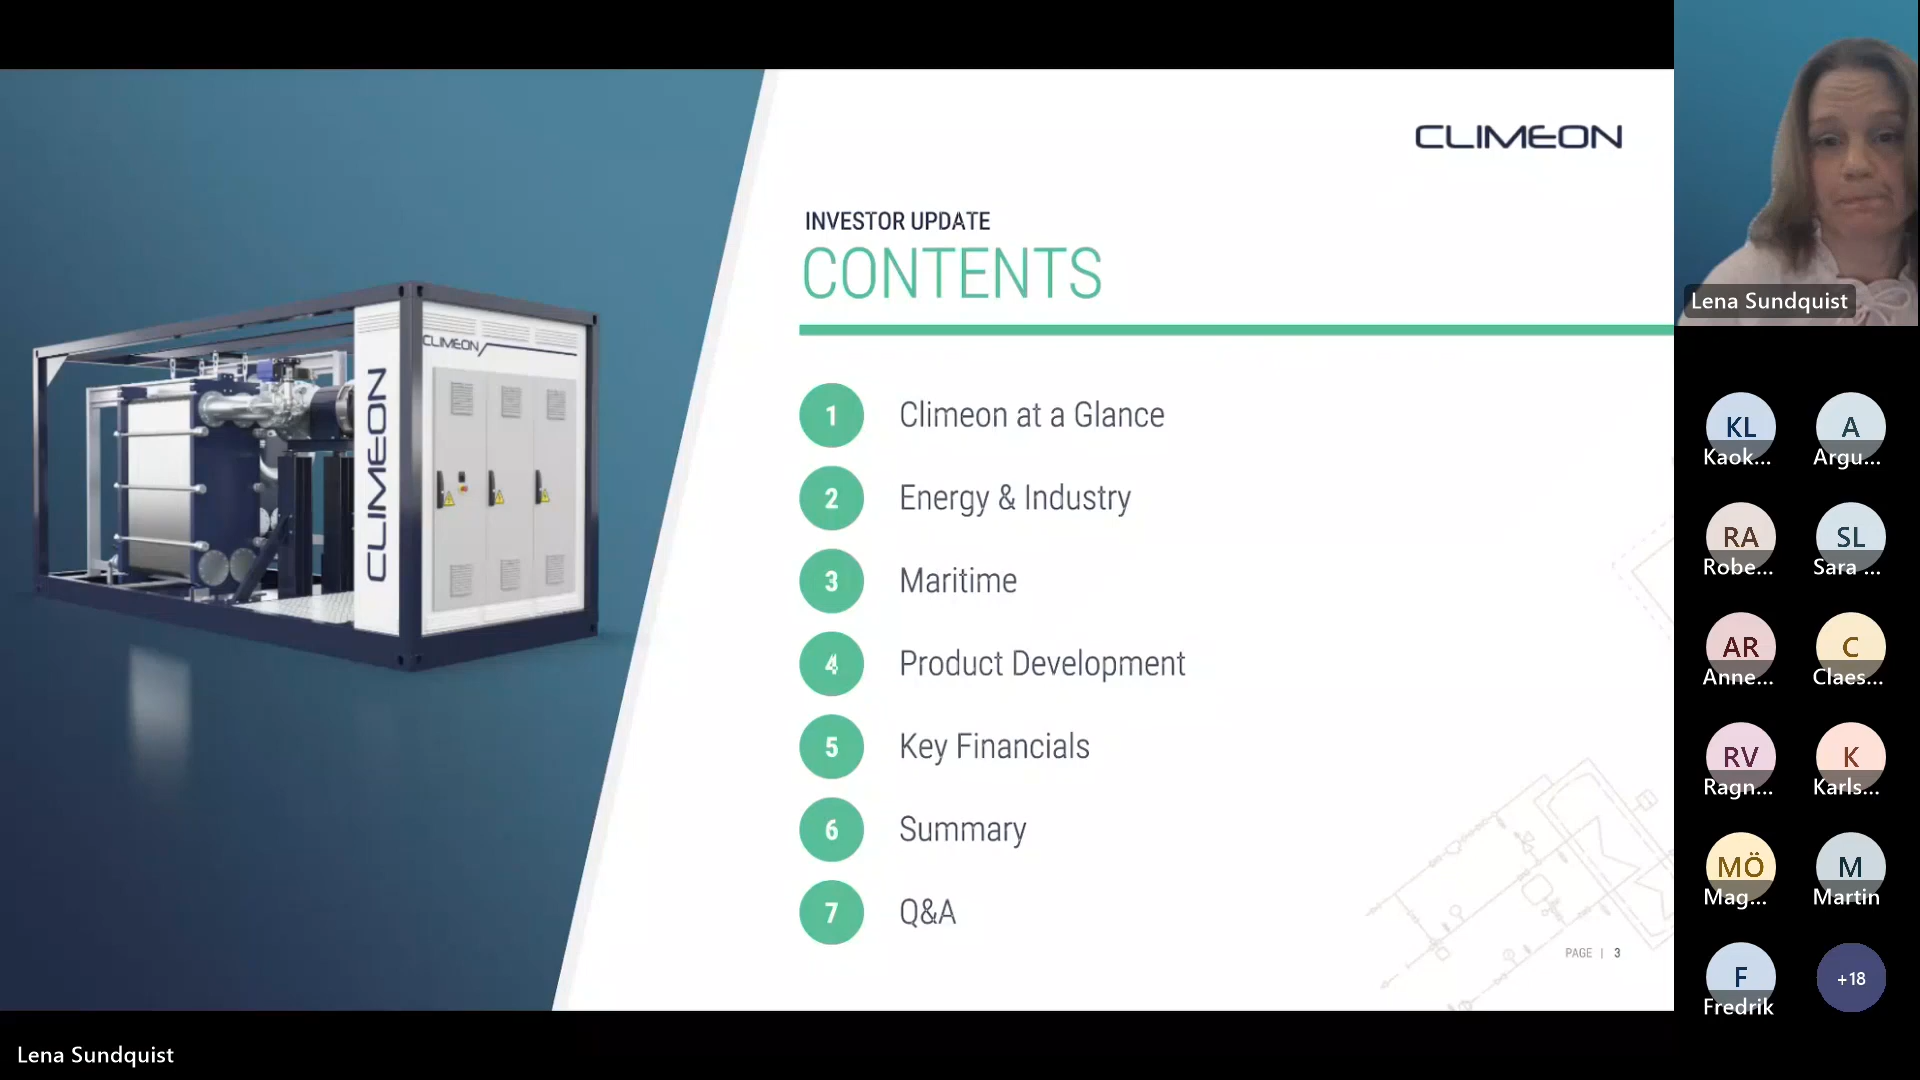 CLIMEON
INVESTOR UPDATE
CONTENTS
1 Climeon at a Glance
2 Energy & Industry
3 Maritime
4 Product Development
5 Key Financials
6 Summary
7 Q&A
PAGE | 3
CLIMEON
CLIMEON
Lena Sundquist
KL
Kaok...
A
Argu...
RA
Robe...
SL
Sara ...
AR
Anne...
C
Claes...
RV
Ragn...
K
Karls...
MÖ
Mag...
M
Martin
F
Fredrik
+18
Lena Sundquist